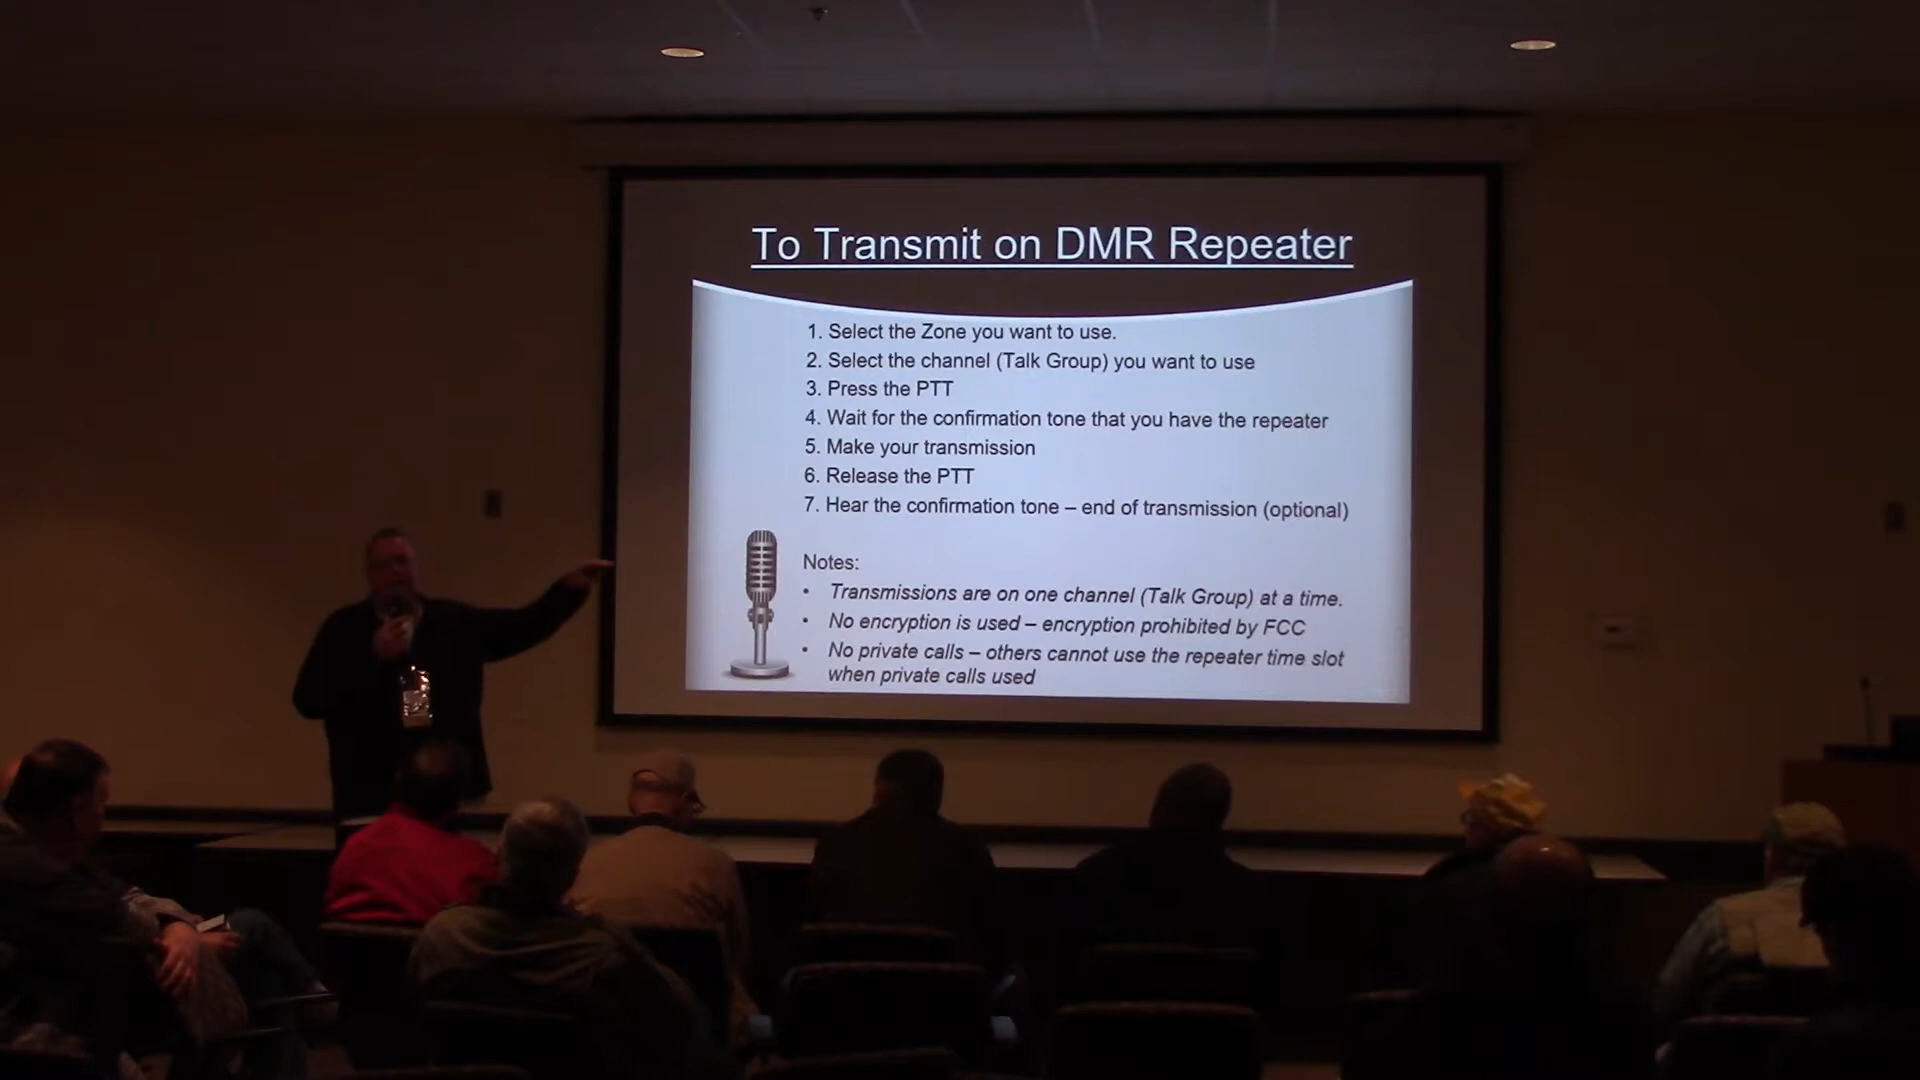 To Transmit on DMR Repeater
1. Select the Zone you want to use.
2. Select the channel (Talk Group) you want to use
3. Press the PTT
4. Wait for the confirmation tone that you have the repeater
5. Make your transmission
6. Release the PTT
7. Hear the confirmation tone – end of transmission (optional)
Notes:
• Transmissions are on one channel (Talk Group) at a time.
• No encryption is used – encryption prohibited by FCC
• No private calls – others cannot use the repeater time slot
when private calls used